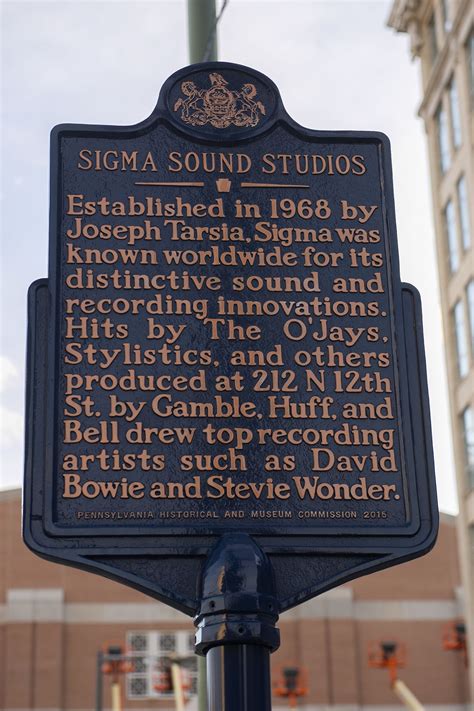 SIGMA SOUND STUDIOS
Established in 1968 by
Joseph Tarsia, Sigma was
known worldwide for its
distinctive sound and
recording innovations.
Hits by The O'Jays,
Stylistics, and others
produced at 212 N 12th
St. by Gamble, Huff, and
Bell drew top recording
artists such as David
Bowie and Stevie Wonder.
PENNSYLVANIA HISTORICAL AND MUSEUM COMMISSION 2015